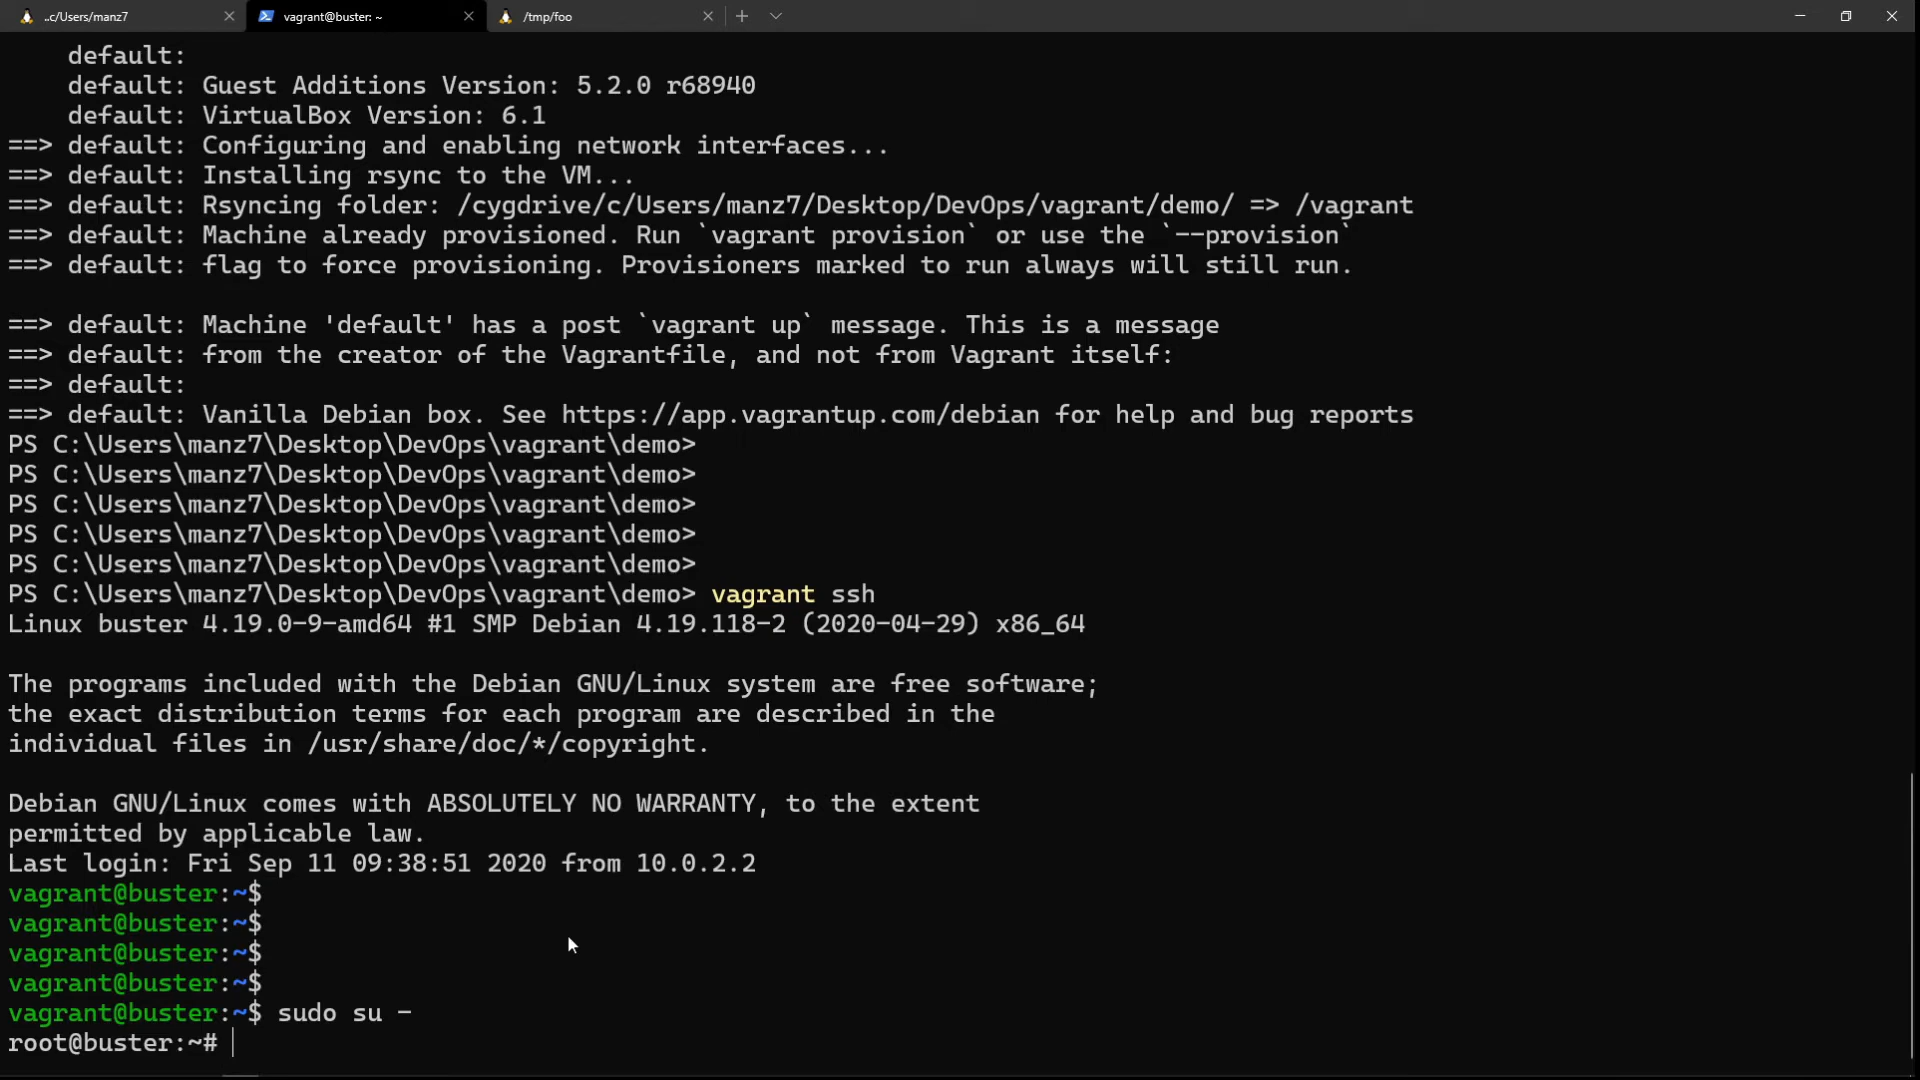 ..c/Users/manz7
vagrant@buster: ~
/tmp/foo
default:
default: Guest Additions Version: 5.2.0 r68940
default: VirtualBox Version: 6.1
==> default: Configuring and enabling network interfaces...
==> default: Installing rsync to the VM...
==> default: Rsyncing folder: /cygdrive/c/Users/manz7/Desktop/DevOps/vagrant/demo/ => /vagrant
==> default: Machine already provisioned. Run `vagrant provision` or use the `--provision`
==> default: flag to force provisioning. Provisioners marked to run always will still run.
==> default: Machine 'default' has a post `vagrant up` message. This is a message
==> default: from the creator of the Vagrantfile, and not from Vagrant itself:
==> default:
==> default: Vanilla Debian box. See https://app.vagrantup.com/debian for help and bug reports
PS C:\Users\manz7\Desktop\DevOps\vagrant\demo>
PS C:\Users\manz7\Desktop\DevOps\vagrant\demo>
PS C:\Users\manz7\Desktop\DevOps\vagrant\demo>
PS C:\Users\manz7\Desktop\DevOps\vagrant\demo>
PS C:\Users\manz7\Desktop\DevOps\vagrant\demo>
PS C:\Users\manz7\Desktop\DevOps\vagrant\demo> vagrant ssh
Linux buster 4.19.0-9-amd64 #1 SMP Debian 4.19.118-2 (2020-04-29) x86_64
The programs included with the Debian GNU/Linux system are free software;
the exact distribution terms for each program are described in the
individual files in /usr/share/doc/*/copyright.
Debian GNU/Linux comes with ABSOLUTELY NO WARRANTY, to the extent
permitted by applicable law.
Last login: Fri Sep 11 09:38:51 2020 from 10.0.2.2
vagrant@buster:~$
vagrant@buster:~$
vagrant@buster:~$
vagrant@buster:~$
vagrant@buster:~$ sudo su -
root@buster:~#